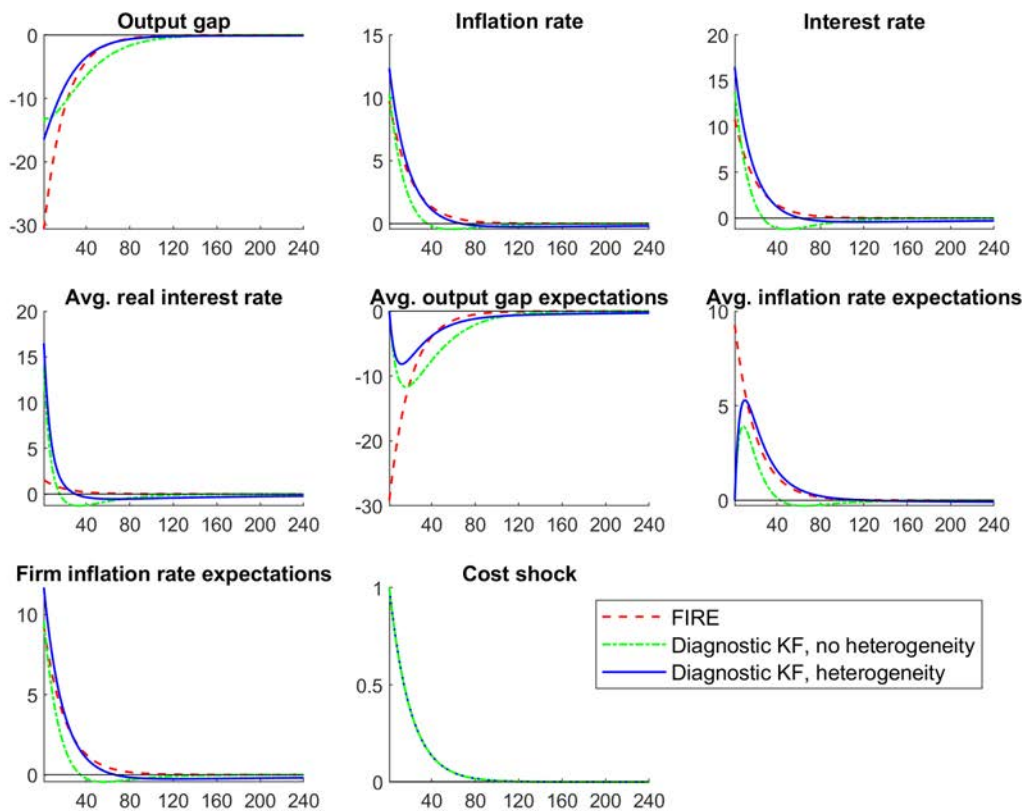 Output gap
0
-10
-20
-30
40 80 120 160 200 240
Inflation rate
15
10
5
0
40 80 120 160 200 240
Interest rate
20
15
10
5
0
40 80 120 160 200 240
Avg. real interest rate
20
15
10
5
0
40 80 120 160 200 240
Avg. output gap expectations
0
-10
-20
-30
40 80 120 160 200 240
Avg. inflation rate expectations
10
5
0
40 80 120 160 200 240
Firm inflation rate expectations
10
5
0
40 80 120 160 200 240
Cost shock
1
0.5
0
40 80 120 160 200 240
FIRE
Diagnostic KF, no heterogeneity
Diagnostic KF, heterogeneity